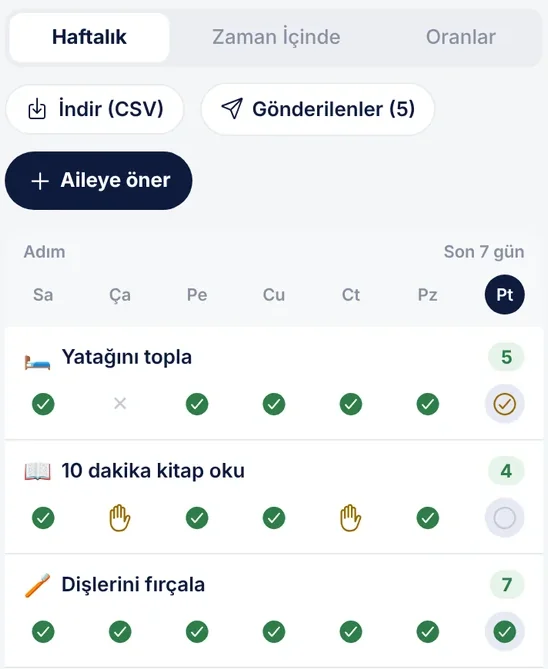 Haftalık Zaman İçinde Oranlar
İndir (CSV) Gönderilenler (5)
Aileye öner
Adım Son 7 gün
Sa Ça Pe Cu Ct Pz Pt
Yatağını topla 5
10 dakika kitap oku 4
Dişlerini fırçala 7